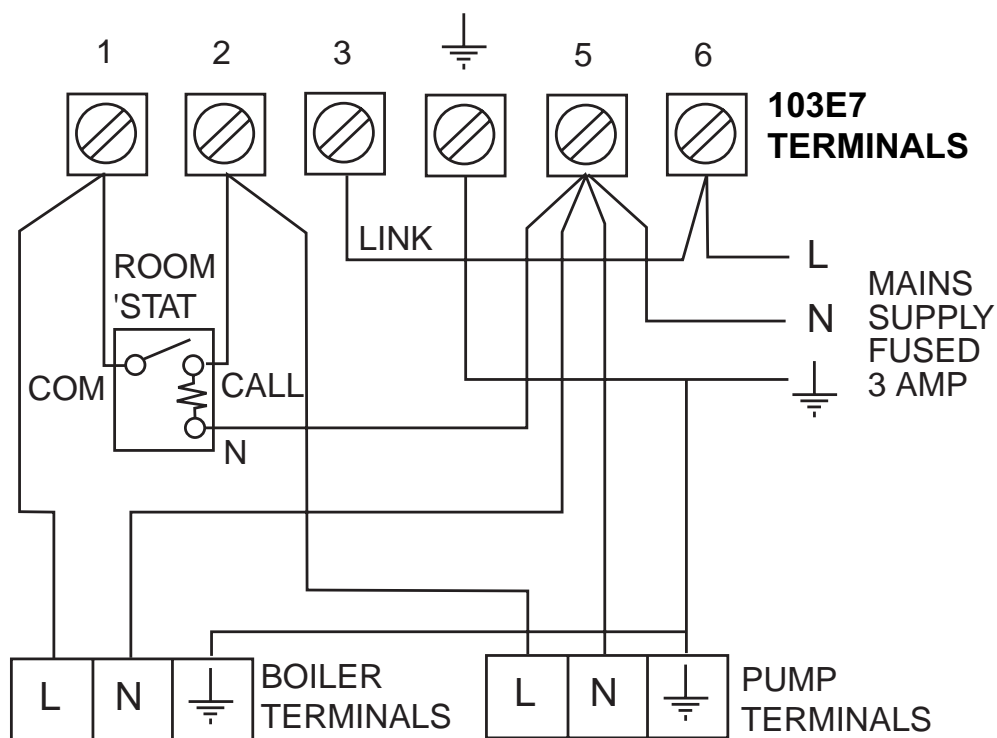 1 2 3 5 6
103E7
TERMINALS
LINK
L
ROOM
'STAT
MAINS
N SUPPLY
FUSED
3 AMP
COM
CALL
N
L N
BOILER
TERMINALS
L N
PUMP
TERMINALS